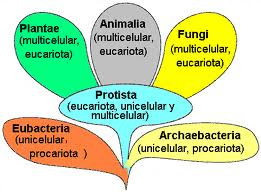 Plantae
(multicelular,
eucariota)
Animalia
(multicelular,
eucariota)
Fungi
(multicelular,
eucariota)
Protista
(eucariota, unicelular y
multicelular)
Eubacteria
(unicelular,
procariota )
Archaebacteria
(unicelular, procariota)